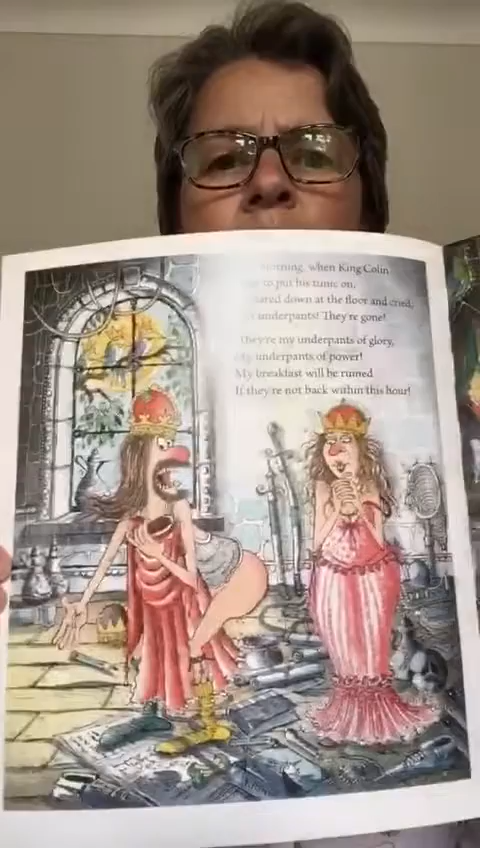 morning, when King Colin
to put his tunic on,
down at the floor and cried,
underpants! They're gone!
They're my underpants of glory,
underpants of power!
My breakfast will be ruined
If they're not back within this hour!